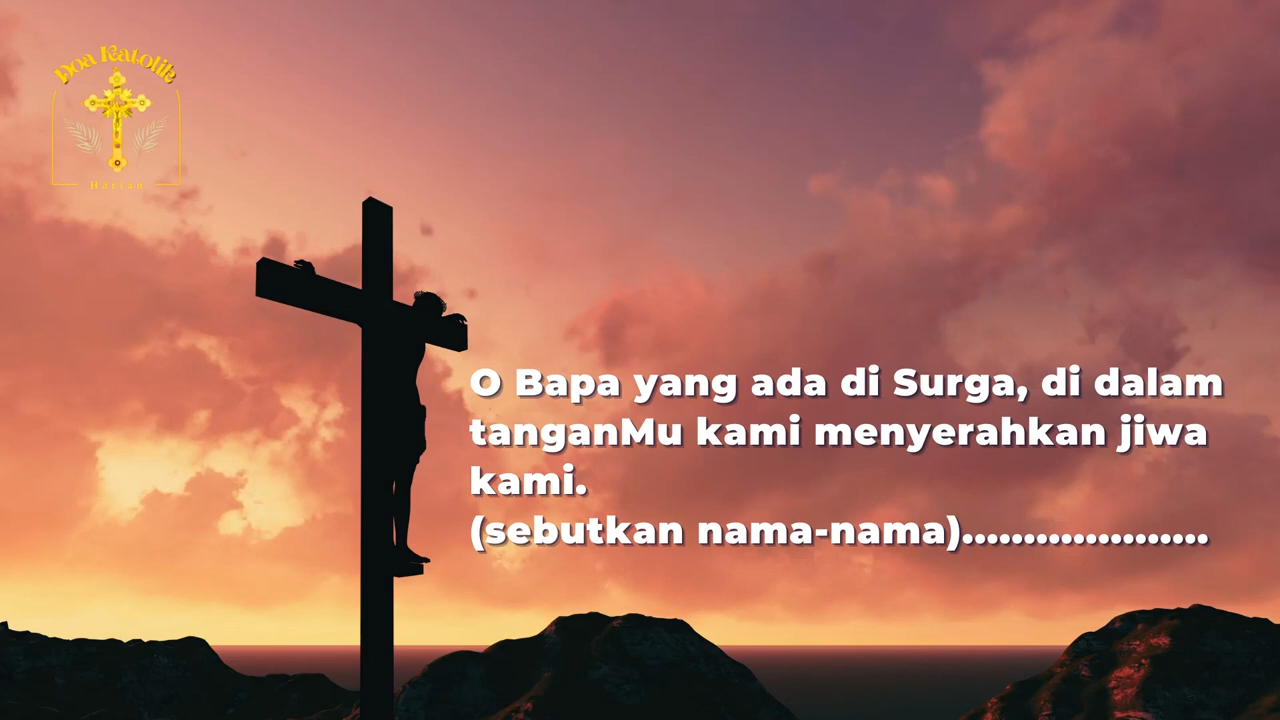 Doa Katolik
Harian
O Bapa yang ada di Surga, di dalam
tanganMu kami menyerahkan jiwa
kami.
(sebutkan nama-nama)....................